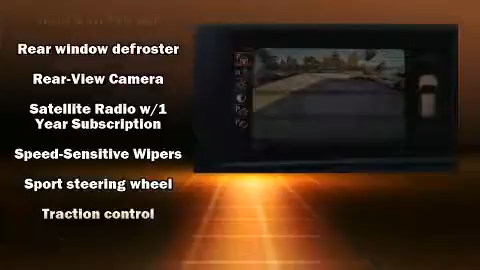 Rear window defroster
Rear-View Camera
Satellite Radio w/1
Year Subscription
Speed-Sensitive Wipers
Sport steering wheel
Traction control